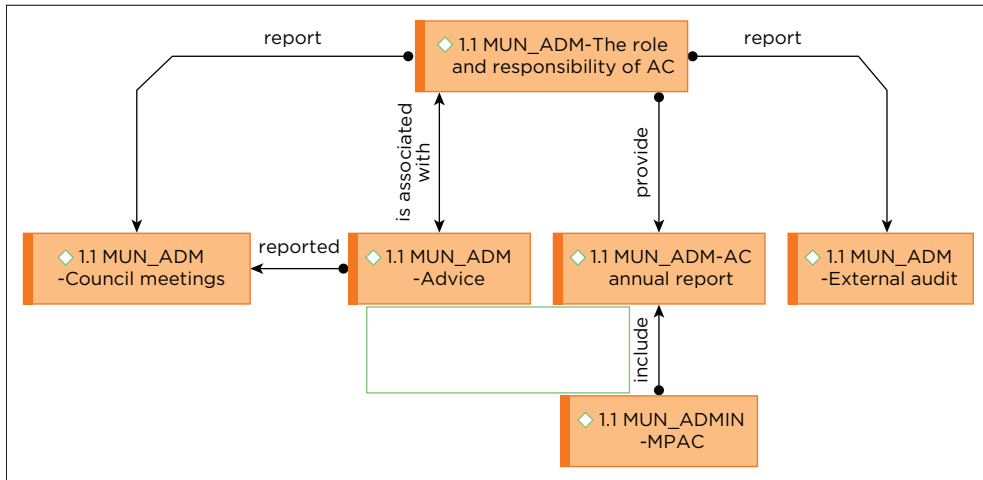 report
1.1 MUN_ADM-The role
and responsibility of AC
report
is associated
with
provide
1.1 MUN_ADM
-Council meetings
reported
1.1 MUN_ADM
-Advice
1.1 MUN_ADM-AC
annual report
1.1 MUN_ADM
-External audit
include
1.1 MUN_ADMIN
-MPAC